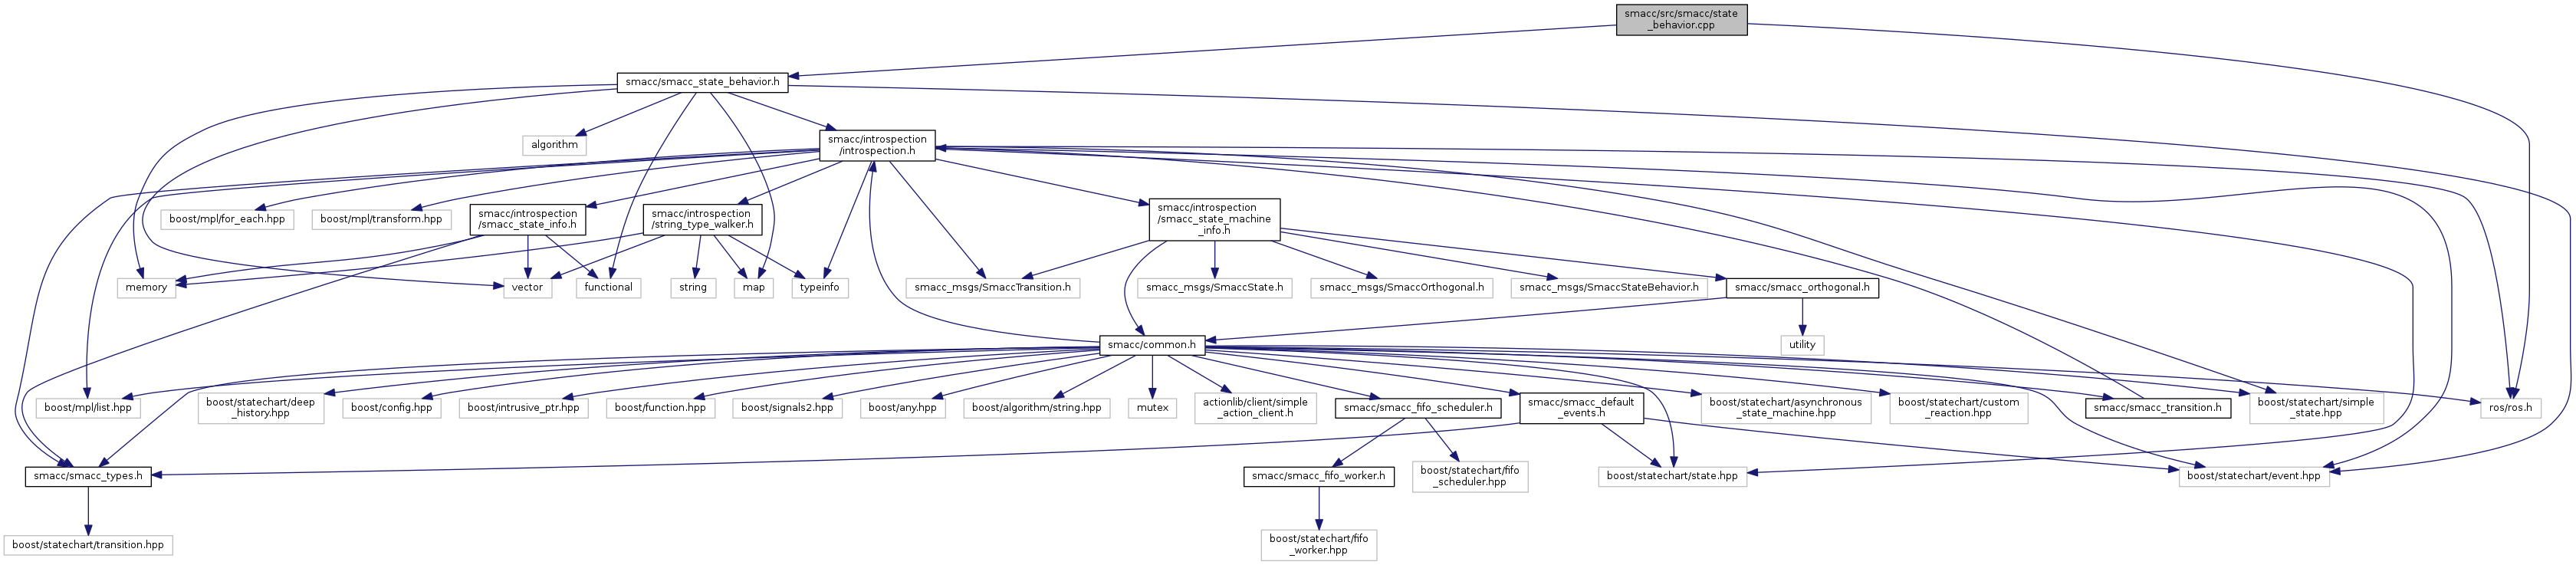 smacc/src/smacc/state
_behavior.cpp
smacc/smacc_state_behavior.h
algorithm
smacc/introspection
/introspection.h
boost/mpl/for_each.hpp
boost/mpl/transform.hpp
smacc/introspection
/smacc_state_info.h
smacc/introspection
/string_type_walker.h
smacc/introspection
/smacc_state_machine
_info.h
memory
vector
functional
string
map
typeinfo
smacc_msgs/SmaccTransition.h
smacc_msgs/SmaccState.h
smacc_msgs/SmaccOrthogonal.h
smacc_msgs/SmaccStateBehavior.h
smacc/smacc_orthogonal.h
smacc/common.h
utility
boost/mpl/list.hpp
boost/statechart/deep
_history.hpp
boost/config.hpp
boost/intrusive_ptr.hpp
boost/function.hpp
boost/signals2.hpp
boost/any.hpp
boost/algorithm/string.hpp
mutex
actionlib/client/simple
_action_client.h
smacc/smacc_fifo_scheduler.h
smacc/smacc_default
_events.h
boost/statechart/asynchronous
_state_machine.hpp
boost/statechart/custom
_reaction.hpp
smacc/smacc_transition.h
boost/statechart/simple
_state.hpp
ros/ros.h
smacc/smacc_types.h
smacc/smacc_fifo_worker.h
boost/statechart/fifo
_scheduler.hpp
boost/statechart/state.hpp
boost/statechart/event.hpp
boost/statechart/transition.hpp
boost/statechart/fifo
_worker.hpp